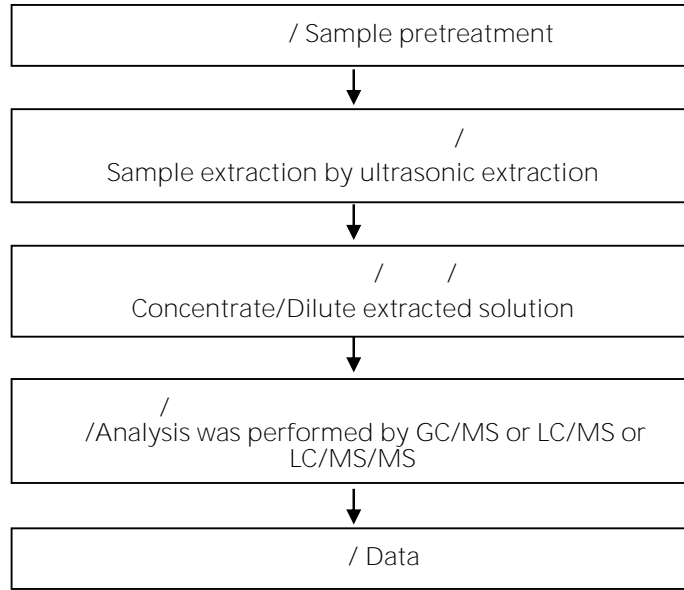 / Sample pretreatment
/
Sample extraction by ultrasonic extraction
/ /
Concentrate/Dilute extracted solution
/
/Analysis was performed by GC/MS or LC/MS or
LC/MS/MS
/ Data